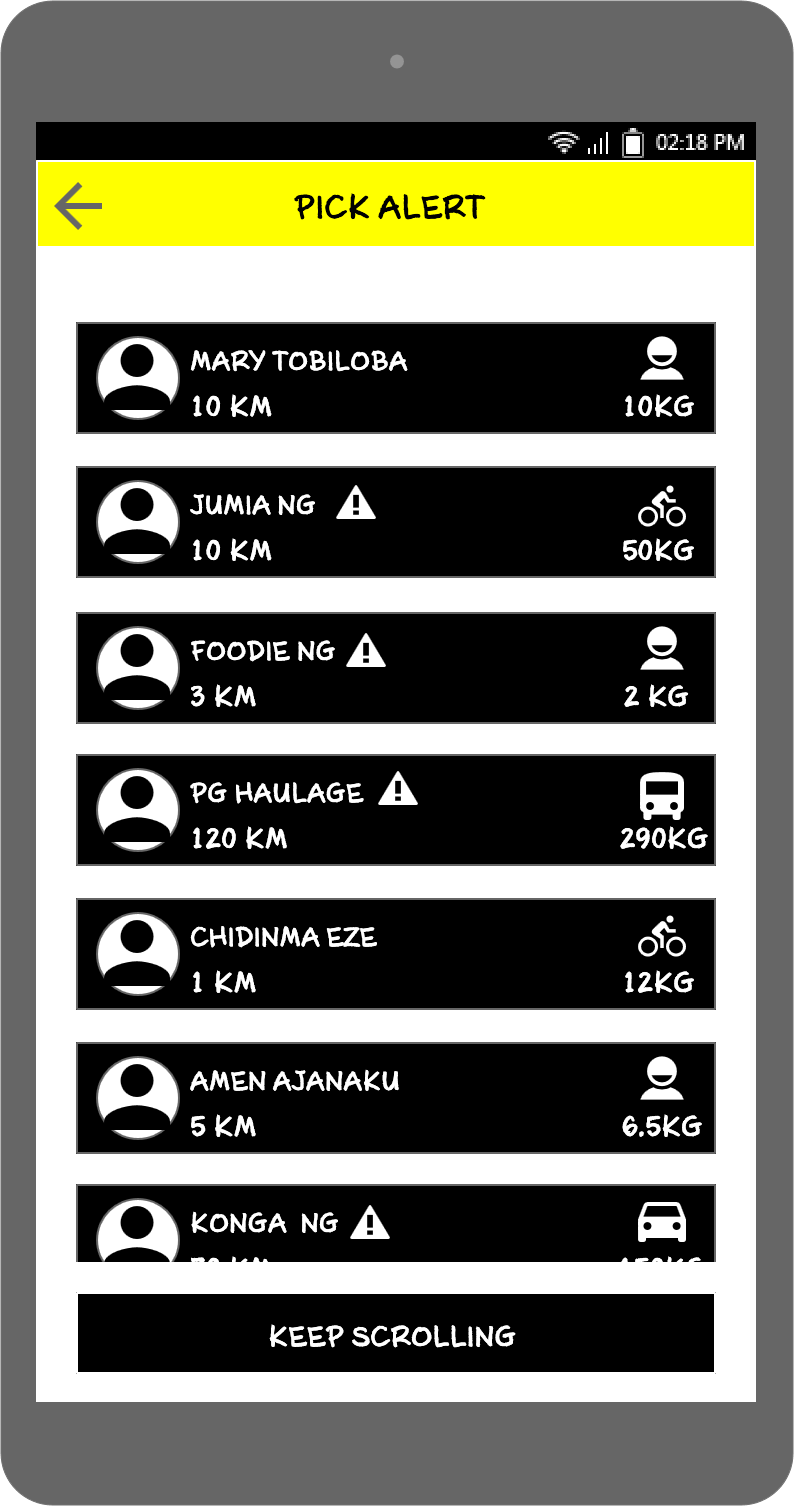 02:18 PM
PICK ALERT
MARY TOBILOBA
10 KM
10KG
JUMIA NG
10 KM
50KG
FOODIE NG
3 KM
2 KG
PG HAULAGE
120 KM
290KG
CHIDINMA EZE
1 KM
12KG
AMEN AJANAKU
5 KM
6.5KG
KONGA NG
KEEP SCROLLING